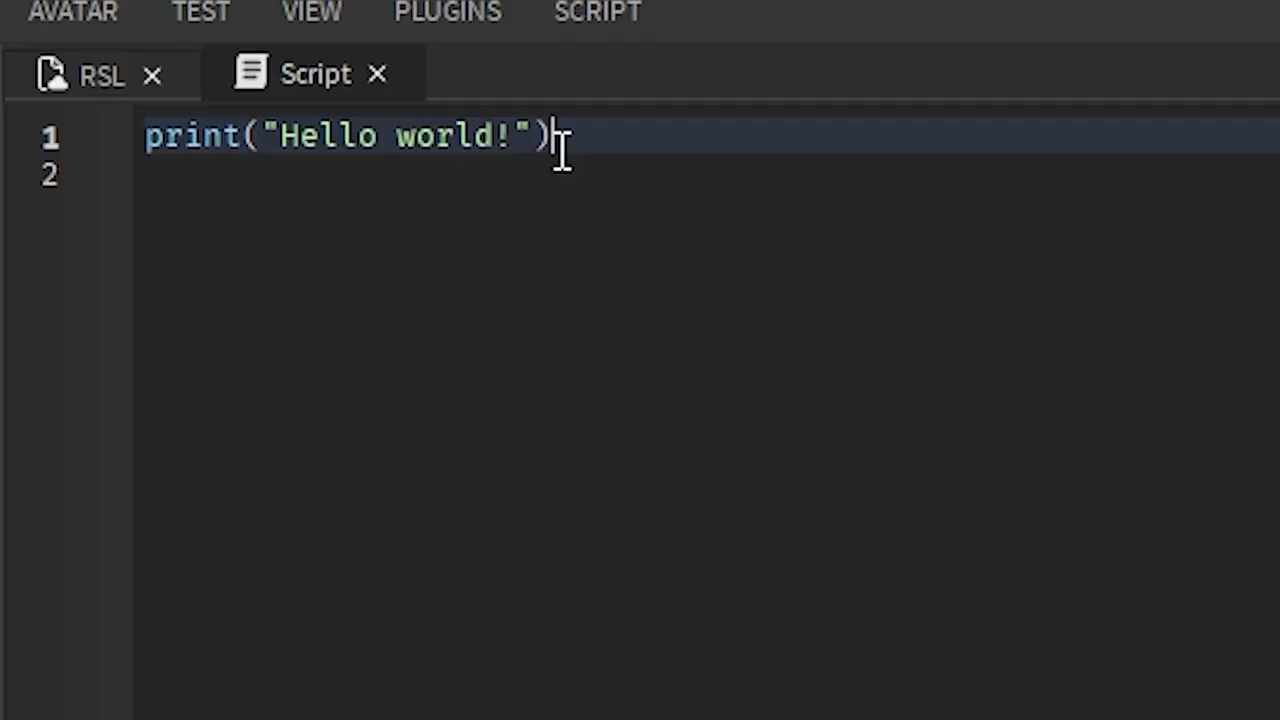 AVATAR TEST VIEW PLUGINS SCRIPT
RSL Script
1 print("Hello world!")
2